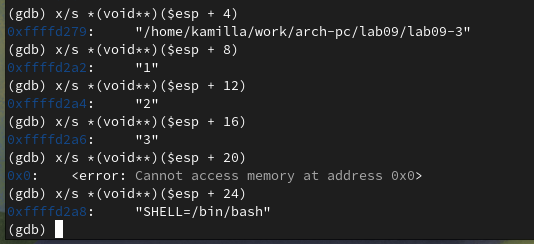 (gdb) x/s *(void**)($esp + 4)
0xffffd279:     "/home/kamilla/work/arch-pc/lab09/lab09-3"
(gdb) x/s *(void**)($esp + 8)
0xffffd2a2:     "1"
(gdb) x/s *(void**)($esp + 12)
0xffffd2a4:     "2"
(gdb) x/s *(void**)($esp + 16)
0xffffd2a6:     "3"
(gdb) x/s *(void**)($esp + 20)
0x0:    <error: Cannot access memory at address 0x0>
(gdb) x/s *(void**)($esp + 24)
0xffffd2a8:     "SHELL=/bin/bash"
(gdb)